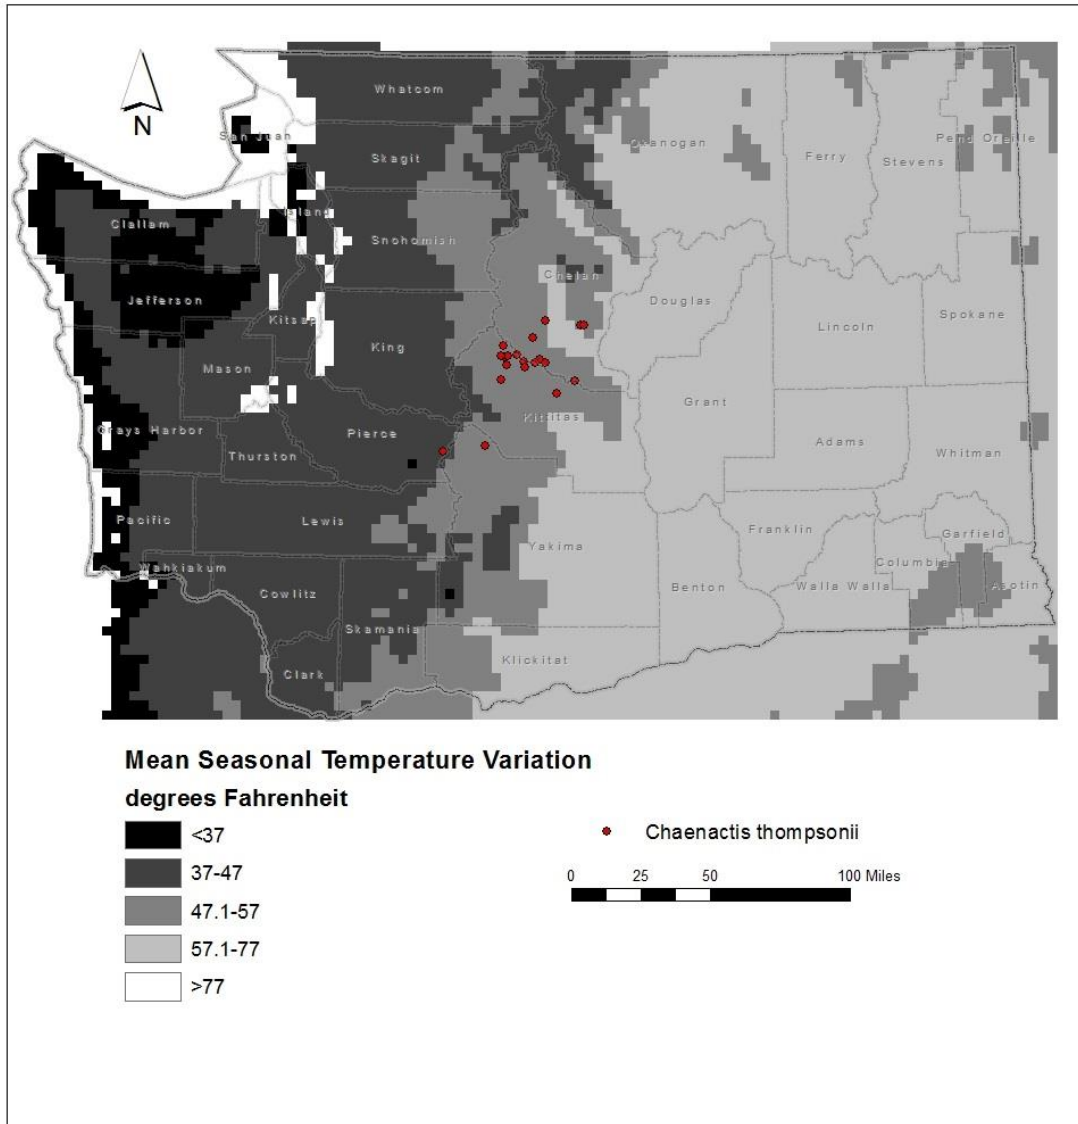 Whatcom
San Juan
Skagit
Okanogan
Ferry
Stevens
Pend Oreille
Island
Clallam
Snohomish
Chelan
Jefferson
Douglas
Kitsap
Lincoln
Spokane
King
Mason
Grant
Kittitas
Grays Harbor
Pierce
Adams
Thurston
Whitman
Pacific
Lewis
Franklin
Garfield
Yakima
Columbia
Wahkiakum
Benton
Walla Walla
Asotin
Cowlitz
Skamania
Klickitat
Clark
N
Mean Seasonal Temperature Variation
degrees Fahrenheit
<37
37-47
47.1-57
57.1-77
>77
Chaenactis thompsonii
0 25 50 100 Miles